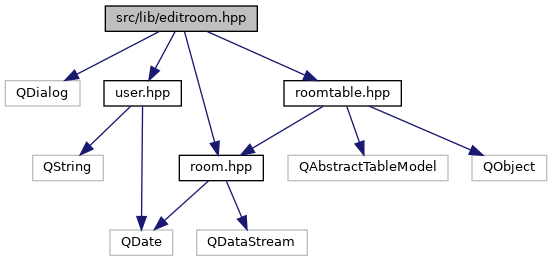 src/lib/editroom.hpp
QDialog
user.hpp
roomtable.hpp
QString
room.hpp
QAbstractTableModel
QObject
QDate
QDataStream